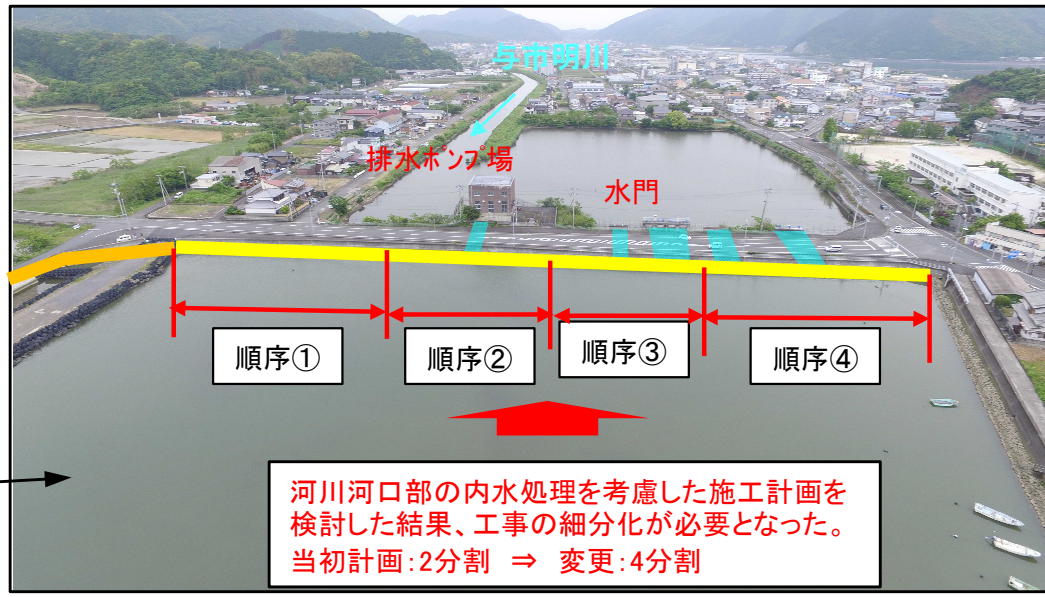 与市明川
排水ポンプ場
水門
順序①
順序②
順序③
順序④
河川河口部の内水処理を考慮した施工計画を
検討した結果、工事の細分化が必要となった。
当初計画:2分割 ⇒ 変更:4分割